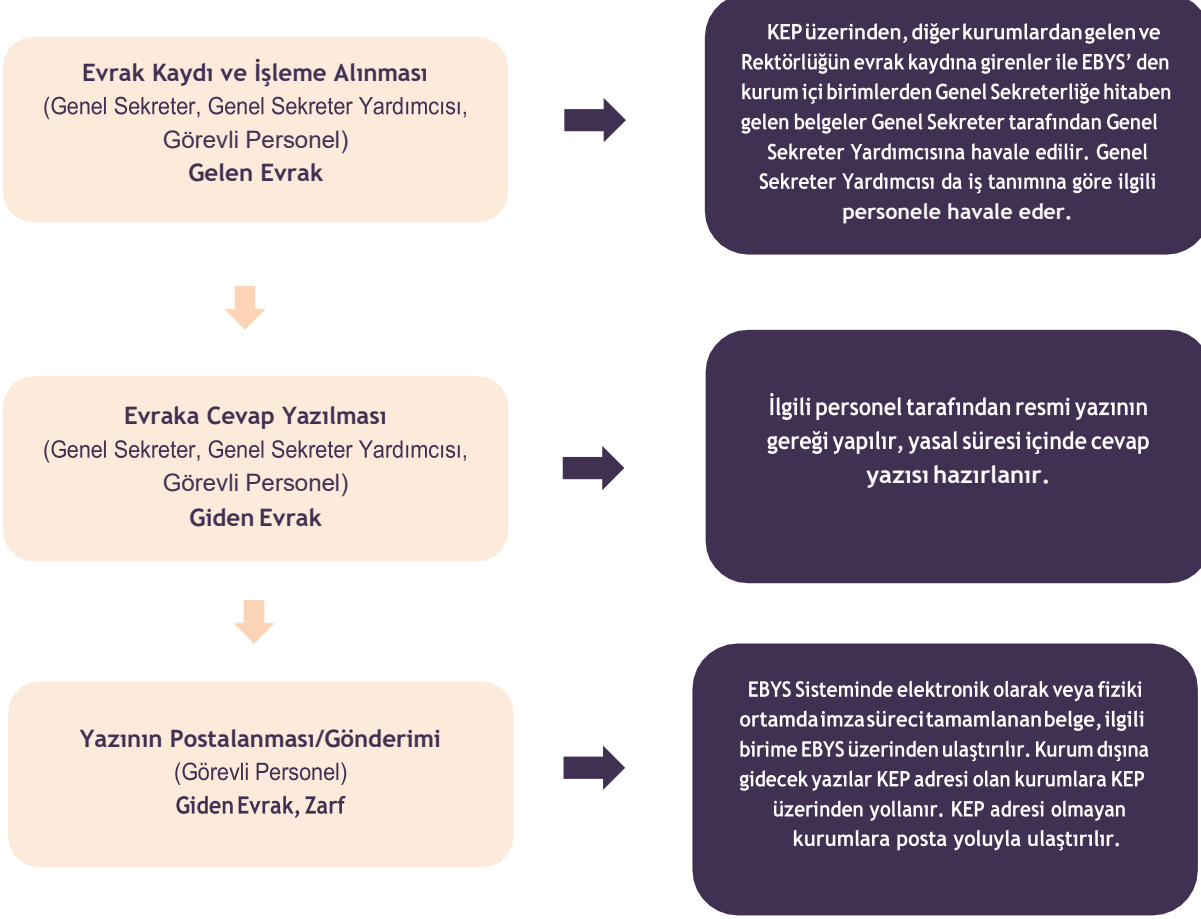 Evrak Kaydı ve İşleme Alınması
(Genel Sekreter, Genel Sekreter Yardımcısı,
Görevli Personel)
Gelen Evrak
KEP üzerinden, diğer kurumlardan gelen ve
Rektörlüğün evrak kaydına girenler ile EBYS’ den
kurum içi birimlerden Genel Sekreterliğe hitaben
gelen belgeler Genel Sekreter tarafından Genel
Sekreter Yardımcısına havale edilir. Genel
Sekreter Yardımcısı da iş tanımına göre ilgili
personele havale eder.
Evraka Cevap Yazılması
(Genel Sekreter, Genel Sekreter Yardımcısı,
Görevli Personel)
Giden Evrak
İlgili personel tarafından resmi yazının
gereği yapılır, yasal süresi içinde cevap
yazısı hazırlanır.
Yazının Postalanması/Gönderimi
(Görevli Personel)
Giden Evrak, Zarf
EBYS Sisteminde elektronik olarak veya fiziki
ortamda imza süreci tamamlanan belge, ilgili
birime EBYS üzerinden ulaştırılır. Kurum dışına
gidecek yazılar KEP adresi olan kurumlara KEP
üzerinden yollanır. KEP adresi olmayan
kurumlara posta yoluyla ulaştırılır.